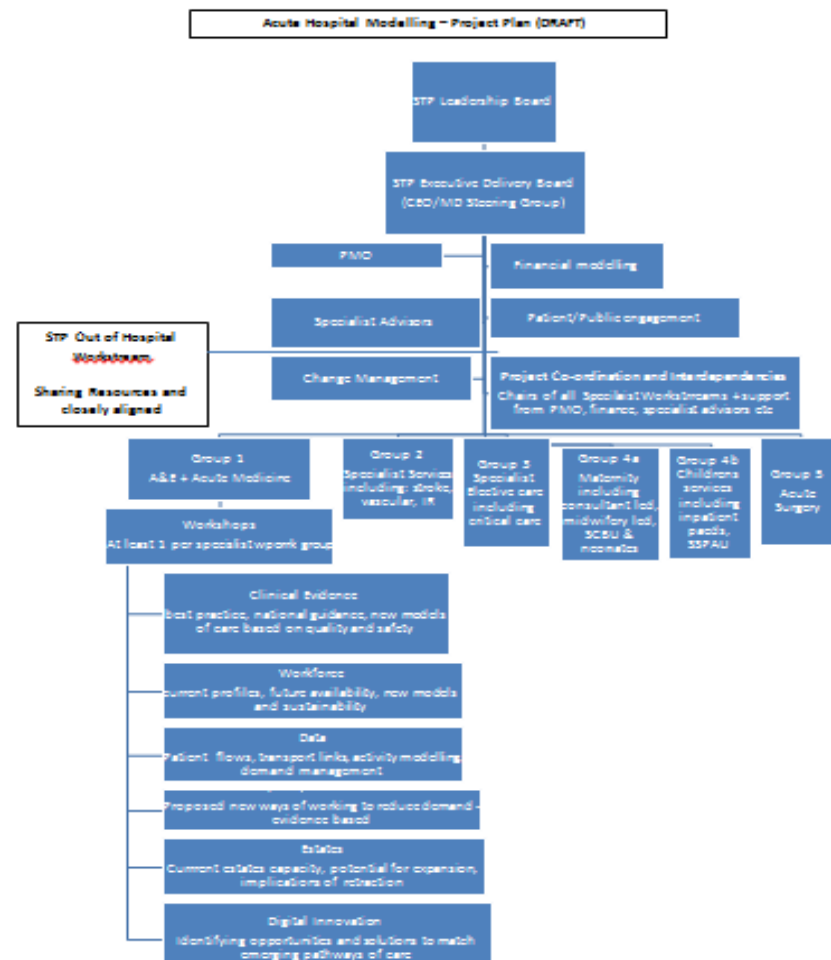 Acute Hospital Modelling – Project Plan (DRAFT)
STP Leadership Board
STP Executive Delivery Board
(CEO/MD Steering Group)
PMO
Financial modelling
Specialist Advisors
Patient/Public engagement
STP Out of Hospital
Workstream
Sharing Resources and
closely aligned
Change Management
Project Co-ordination and Interdependencies
Chairs of all Specilaist Workstreams + support
from PMO, finance, specialist advisors etc
Group 1
A&E + Acute Medicine
Group 2
Specialist Services
including: stroke,
vascular, IR
Group 3
Specialist
Elective care
including
critical care
Group 4a
Maternity
including
consultant led,
midwifery led,
SCBU &
neonates
Group 4b
Childrens
services
including
inpatient
paeds,
SSPAU
Group 5
Acute
Surgery
Workshops
At least 1 per specialist wporrk group
Clinical Evidence
best practice, national guidance, new models
of care based on quality and safety
Workforce
current profiles, future availability, new models
and sustainability
Data
Patient flows, transport links, activity modelling,
demand management
Proposed new ways of working to reduce demand -
evidence based
Estates
Currrent estates capacity, potential for expansion,
implications of retraction
Digital Innovation
Identifying opportunities and solutions to match
emerging pathways of care